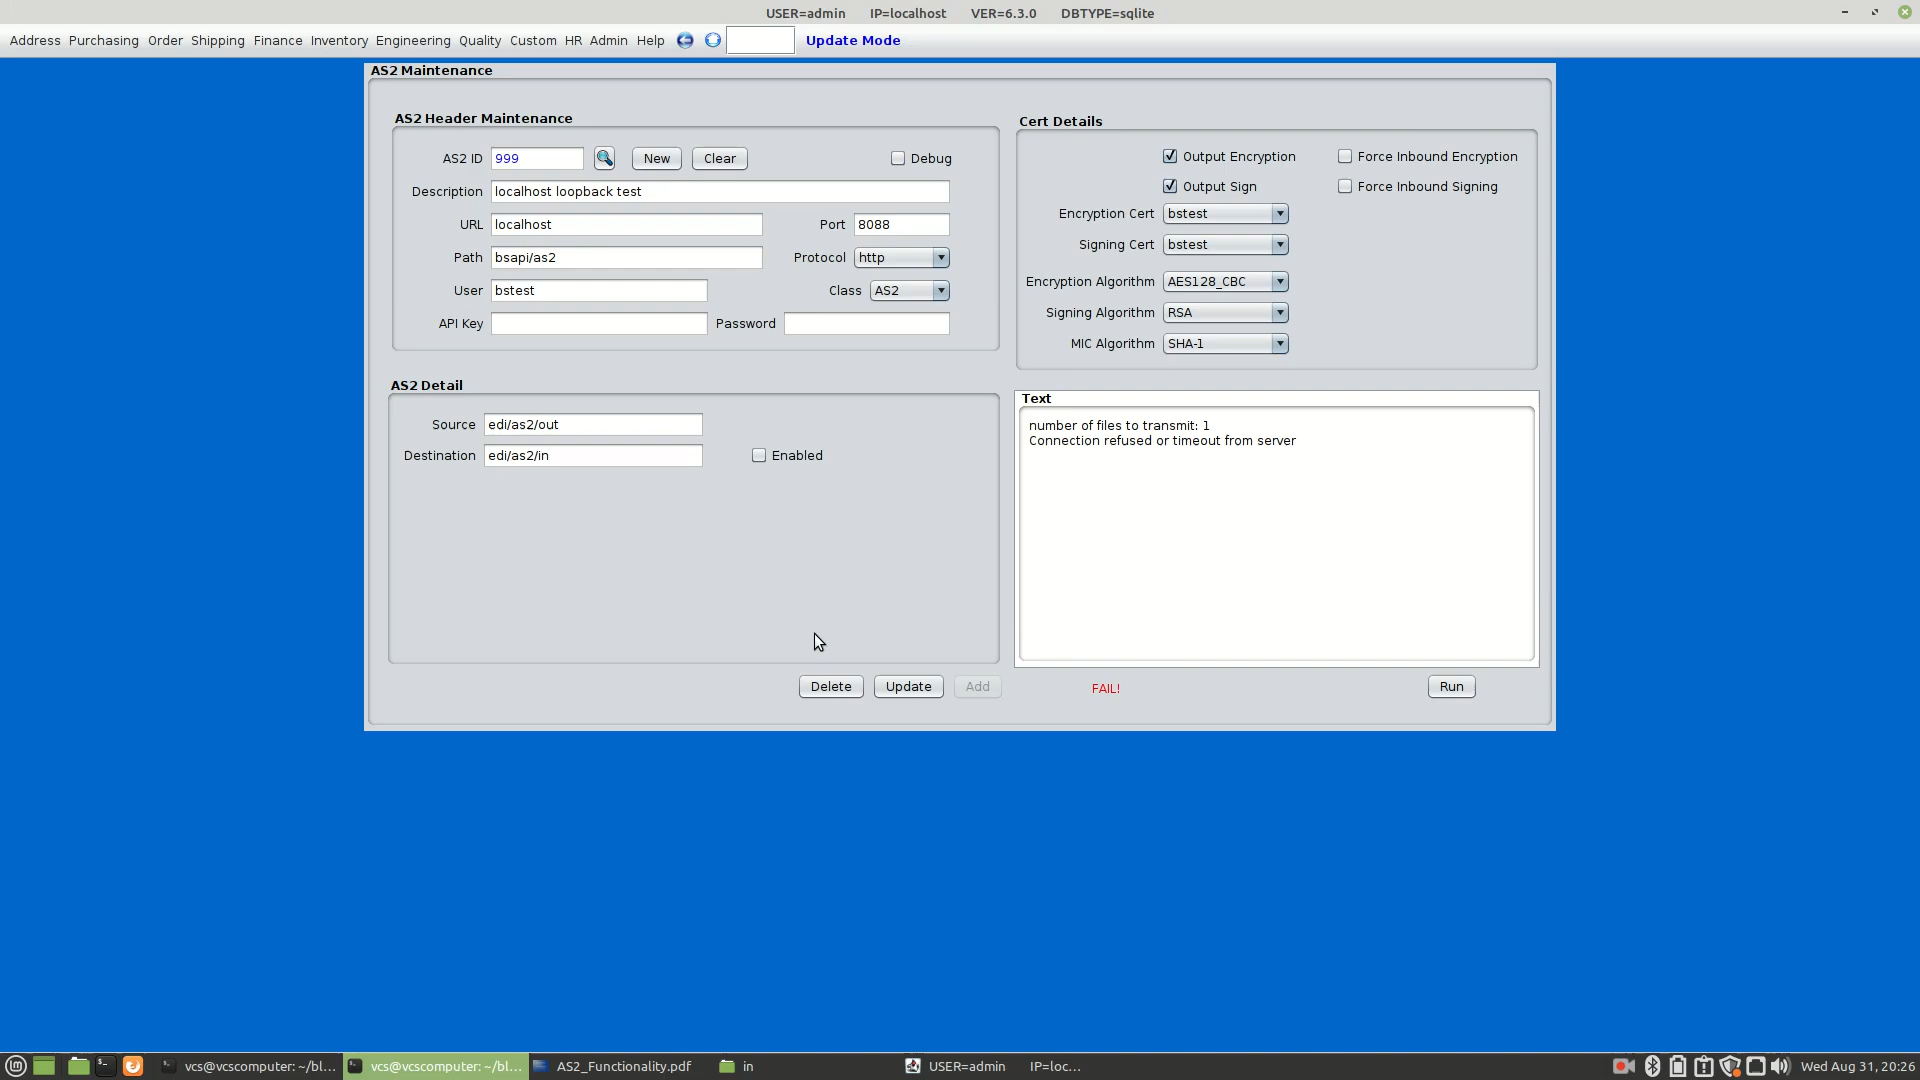 USER=admin IP=localhost VER=6.3.0 DBTYPE=sqlite
Address Purchasing Order Shipping Finance Inventory Engineering Quality Custom HR Admin Help Update Mode
AS2 Maintenance
AS2 Header Maintenance
AS2 ID 999 New Clear Debug
Description localhost loopback test
URL localhost Port 8088
Path bsapi/as2 Protocol http
User bstest Class AS2
API Key Password
Cert Details
Output Encryption Force Inbound Encryption
Output Sign Force Inbound Signing
Encryption Cert bstest
Signing Cert bstest
Encryption Algorithm AES128_CBC
Signing Algorithm RSA
MIC Algorithm SHA-1
AS2 Detail
Source edi/as2/out
Destination edi/as2/in Enabled
Text
number of files to transmit: 1
Connection refused or timeout from server
Delete Update Add FAIL! Run
vcs@vcscomputer: ~/bl... vcs@vcscomputer: ~/bl... AS2_Functionality.pdf in USER=admin IP=loc... Wed Aug 31, 20:26